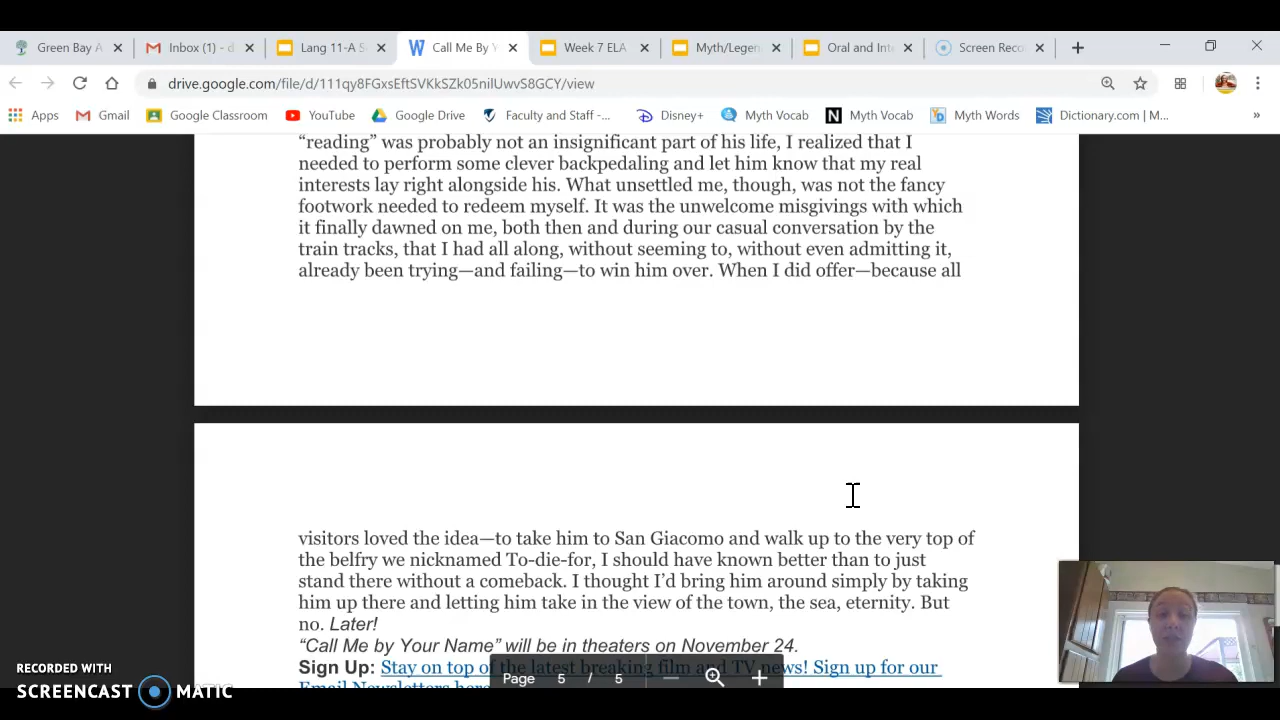 Green Bay A
Inbox (1) - d
Lang 11-A S
Call Me By Y
Week 7 ELA
Myth/Legen
Oral and Int
Screen Reco
drive.google.com/file/d/111qy8FGxsEftSVKkSZk05nilUwvS8GCY/view
Apps
Gmail
Google Classroom
YouTube
Google Drive
Faculty and Staff -...
Disney+
Myth Vocab
Myth Vocab
Myth Words
Dictionary.com | M...
»
“reading” was probably not an insignificant part of his life, I realized that I
needed to perform some clever backpedaling and let him know that my real
interests lay right alongside his. What unsettled me, though, was not the fancy
footwork needed to redeem myself. It was the unwelcome misgivings with which
it finally dawned on me, both then and during our casual conversation by the
train tracks, that I had all along, without seeming to, without even admitting it,
already been trying—and failing—to win him over. When I did offer—because all
visitors loved the idea—to take him to San Giacomo and walk up to the very top of
the belfry we nicknamed To-die-for, I should have known better than to just
stand there without a comeback. I thought I’d bring him around simply by taking
him up there and letting him take in the view of the town, the sea, eternity. But
no. Later!
“Call Me by Your Name” will be in theaters on November 24.
Sign Up: Stay on top of the latest breaking film and TV news! Sign up for our
Email Newsletters here
Page 5 / 5
RECORDED WITH
SCREENCAST MATIC